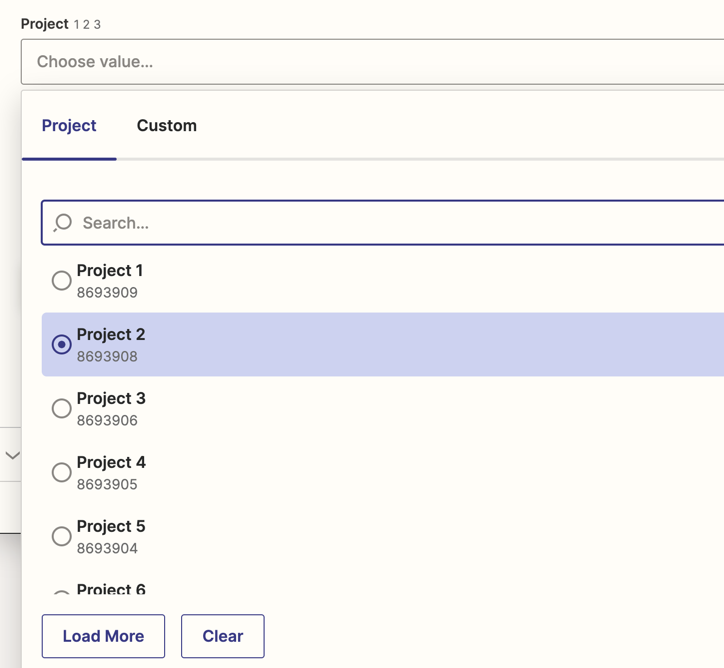 Project 1 2 3
Choose value...
Project Custom
Search...
Project 1
8693909
Project 2
8693908
Project 3
8693906
Project 4
8693905
Project 5
8693904
Project 6
Load More Clear